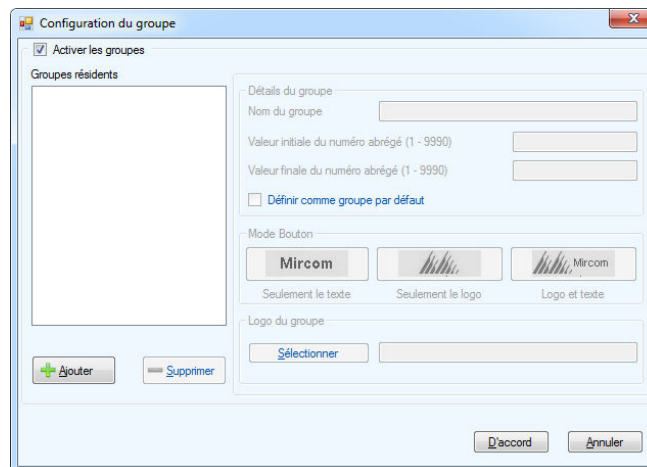 Configuration du groupe
Activer les groupes
Groupes résidents
Détails du groupe
Nom du groupe
Valeur initiale du numéro abrégé (1 - 9990)
Valeur finale du numéro abrégé (1 - 9990)
Définir comme groupe par défaut
Mode Bouton
Mircom
Mircom
Seulement le texte
Seulement le logo
Logo et texte
Logo du groupe
Sélectionner
Ajouter
Supprimer
D'accord
Annuler